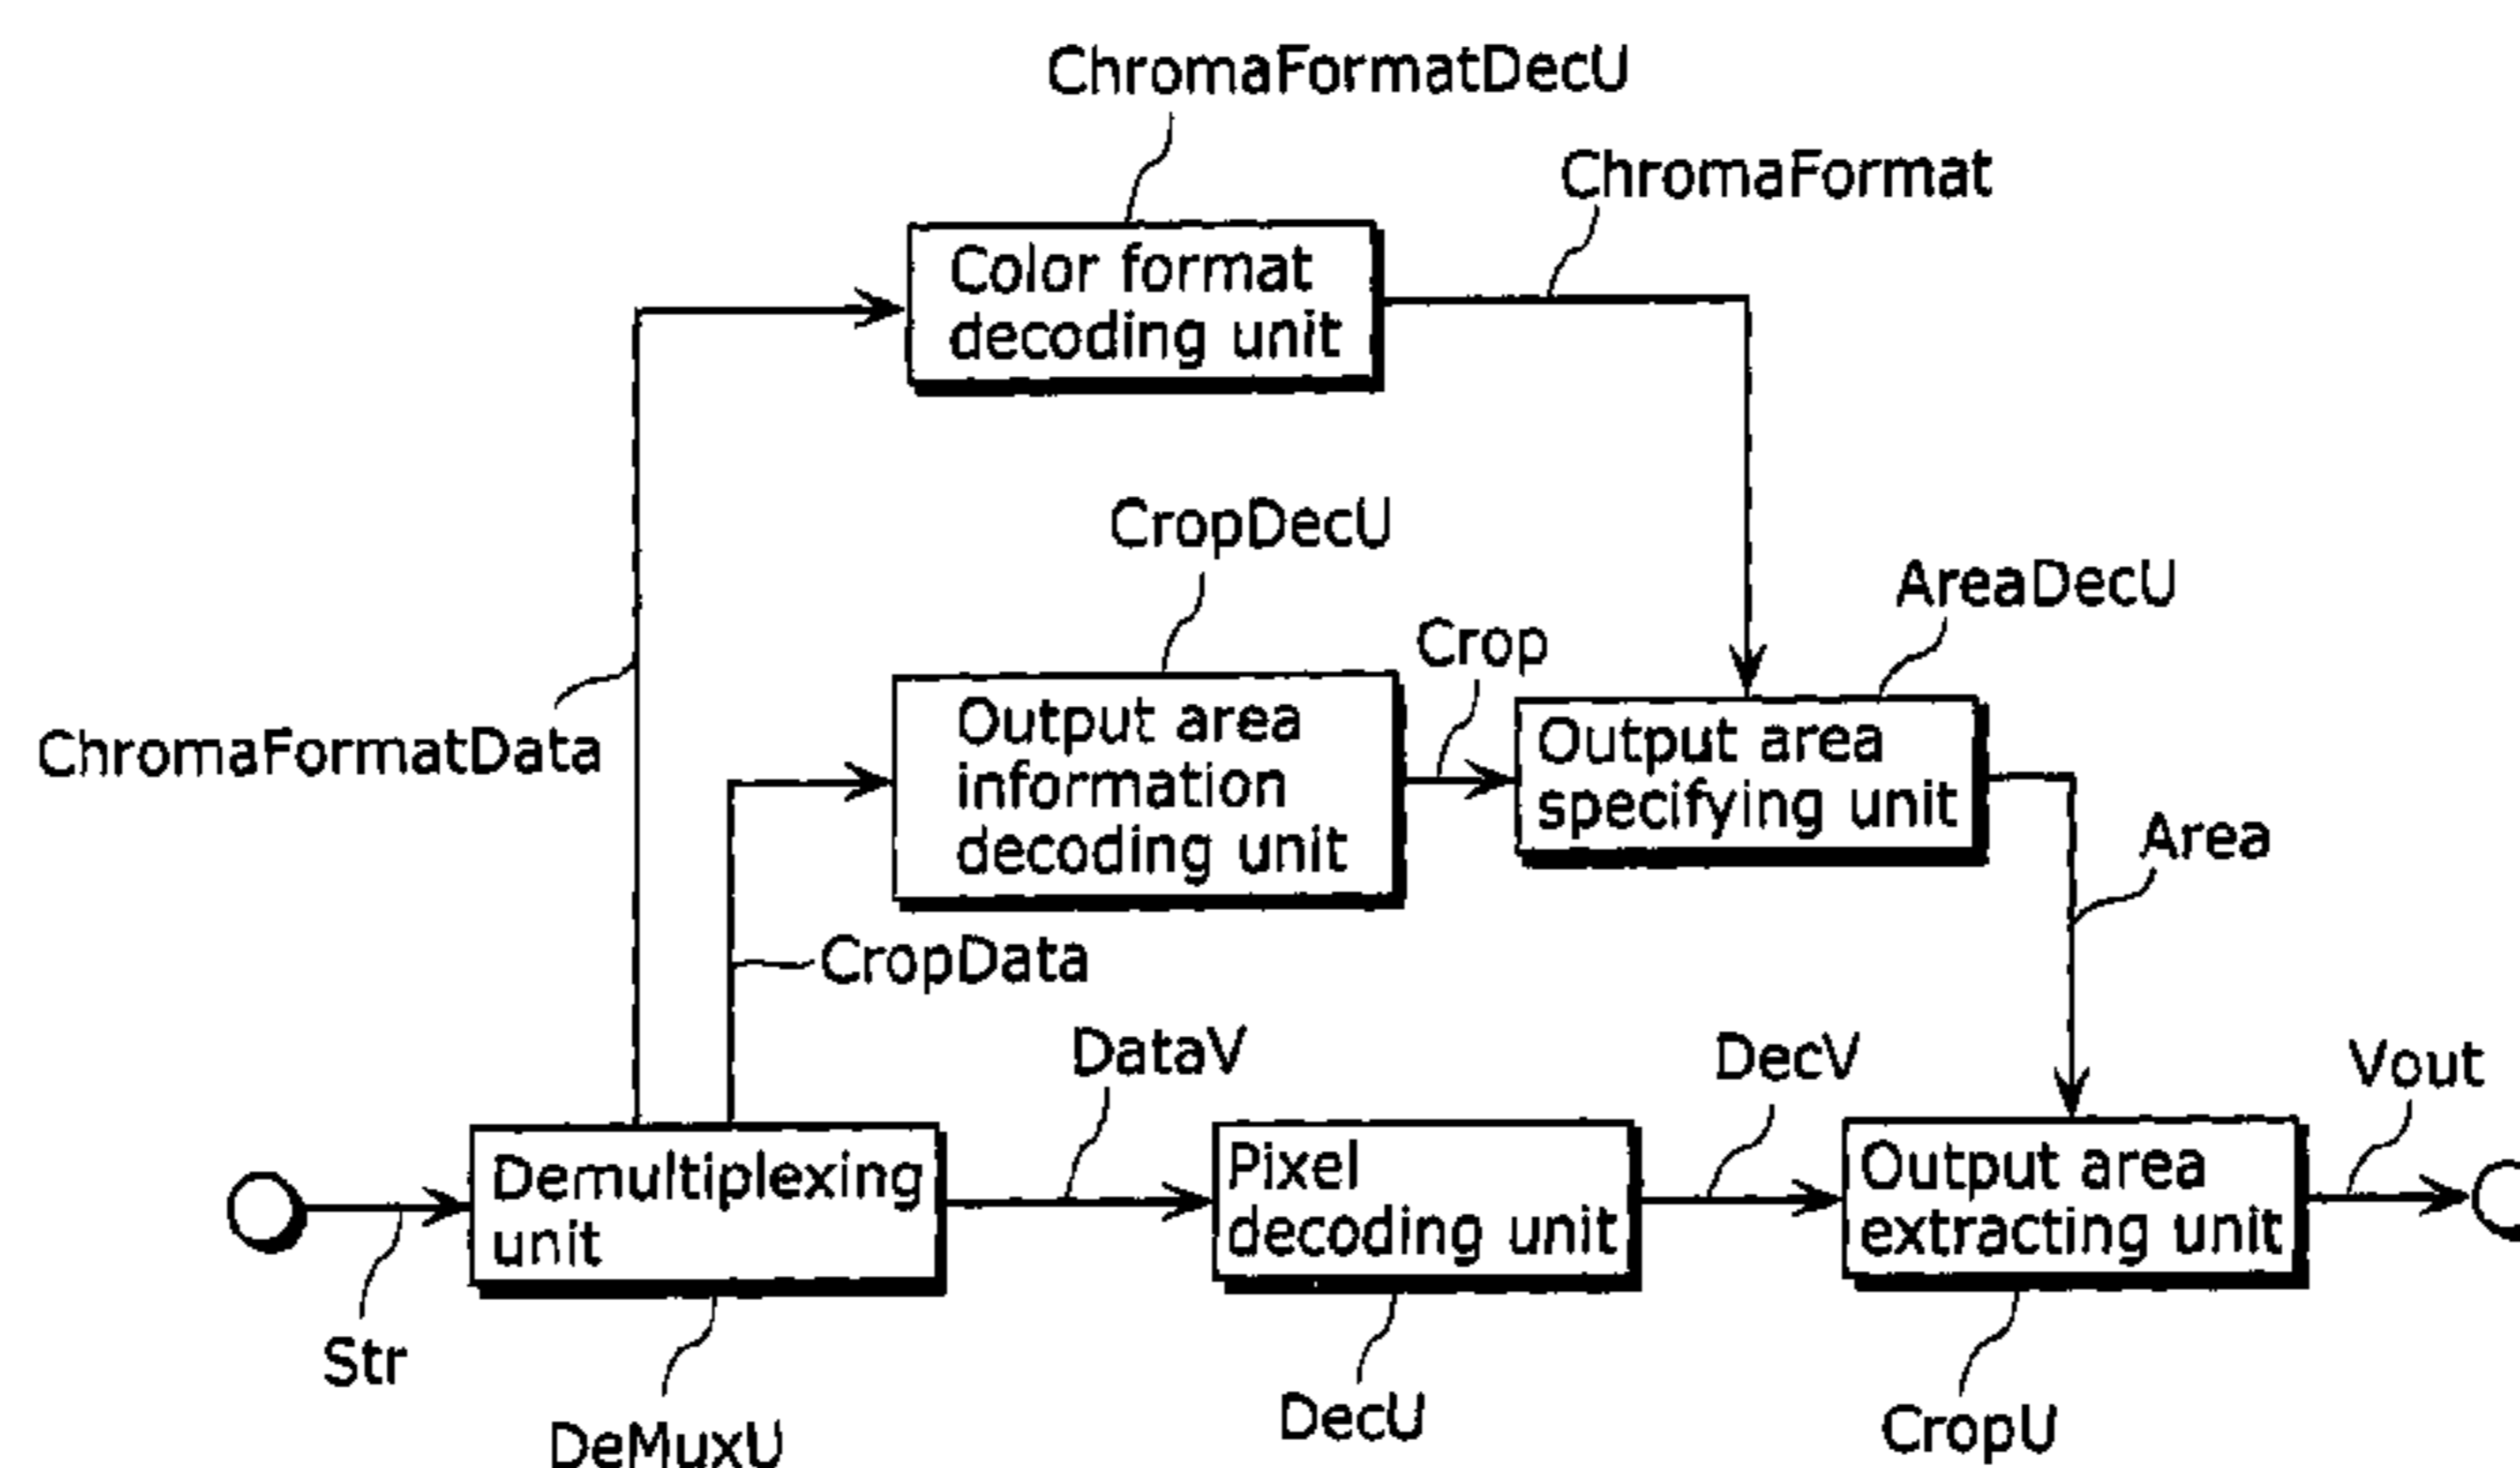 ChromaFormatDecU
ChromaFormat
Color format
decoding unit
CropDecU
AreaDecU
Crop
Output area
information
decoding unit
Output area
specifying unit
ChromaFormatData
Area
CropData
DataV
DecV
Vout
Demultiplexing
unit
Pixel
decoding unit
Output area
extracting unit
Str
DeMuxU
DecU
CropU